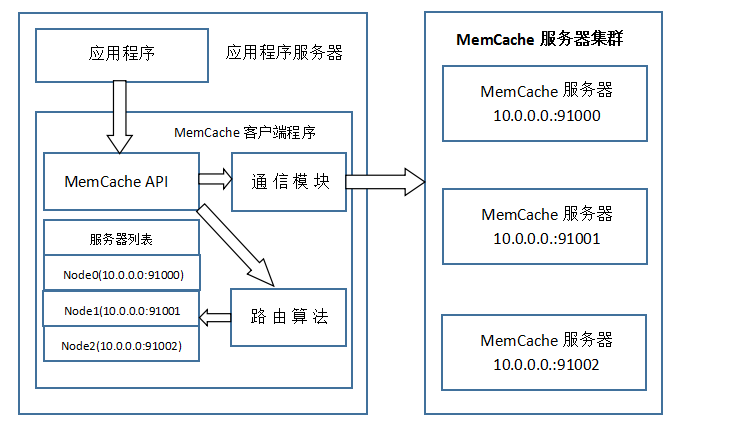 应用程序
应用程序服务器
MemCache 客户端程序
MemCache API
通信模块
服务器列表
Node0(10.0.0.0:91000)
Node1(10.0.0.0:91001
Node2(10.0.0.0:91002)
路由算法
MemCache 服务器集群
MemCache 服务器
10.0.0.0.:91000
MemCache 服务器
10.0.0.0.:91001
MemCache 服务器
10.0.0.0.:91002